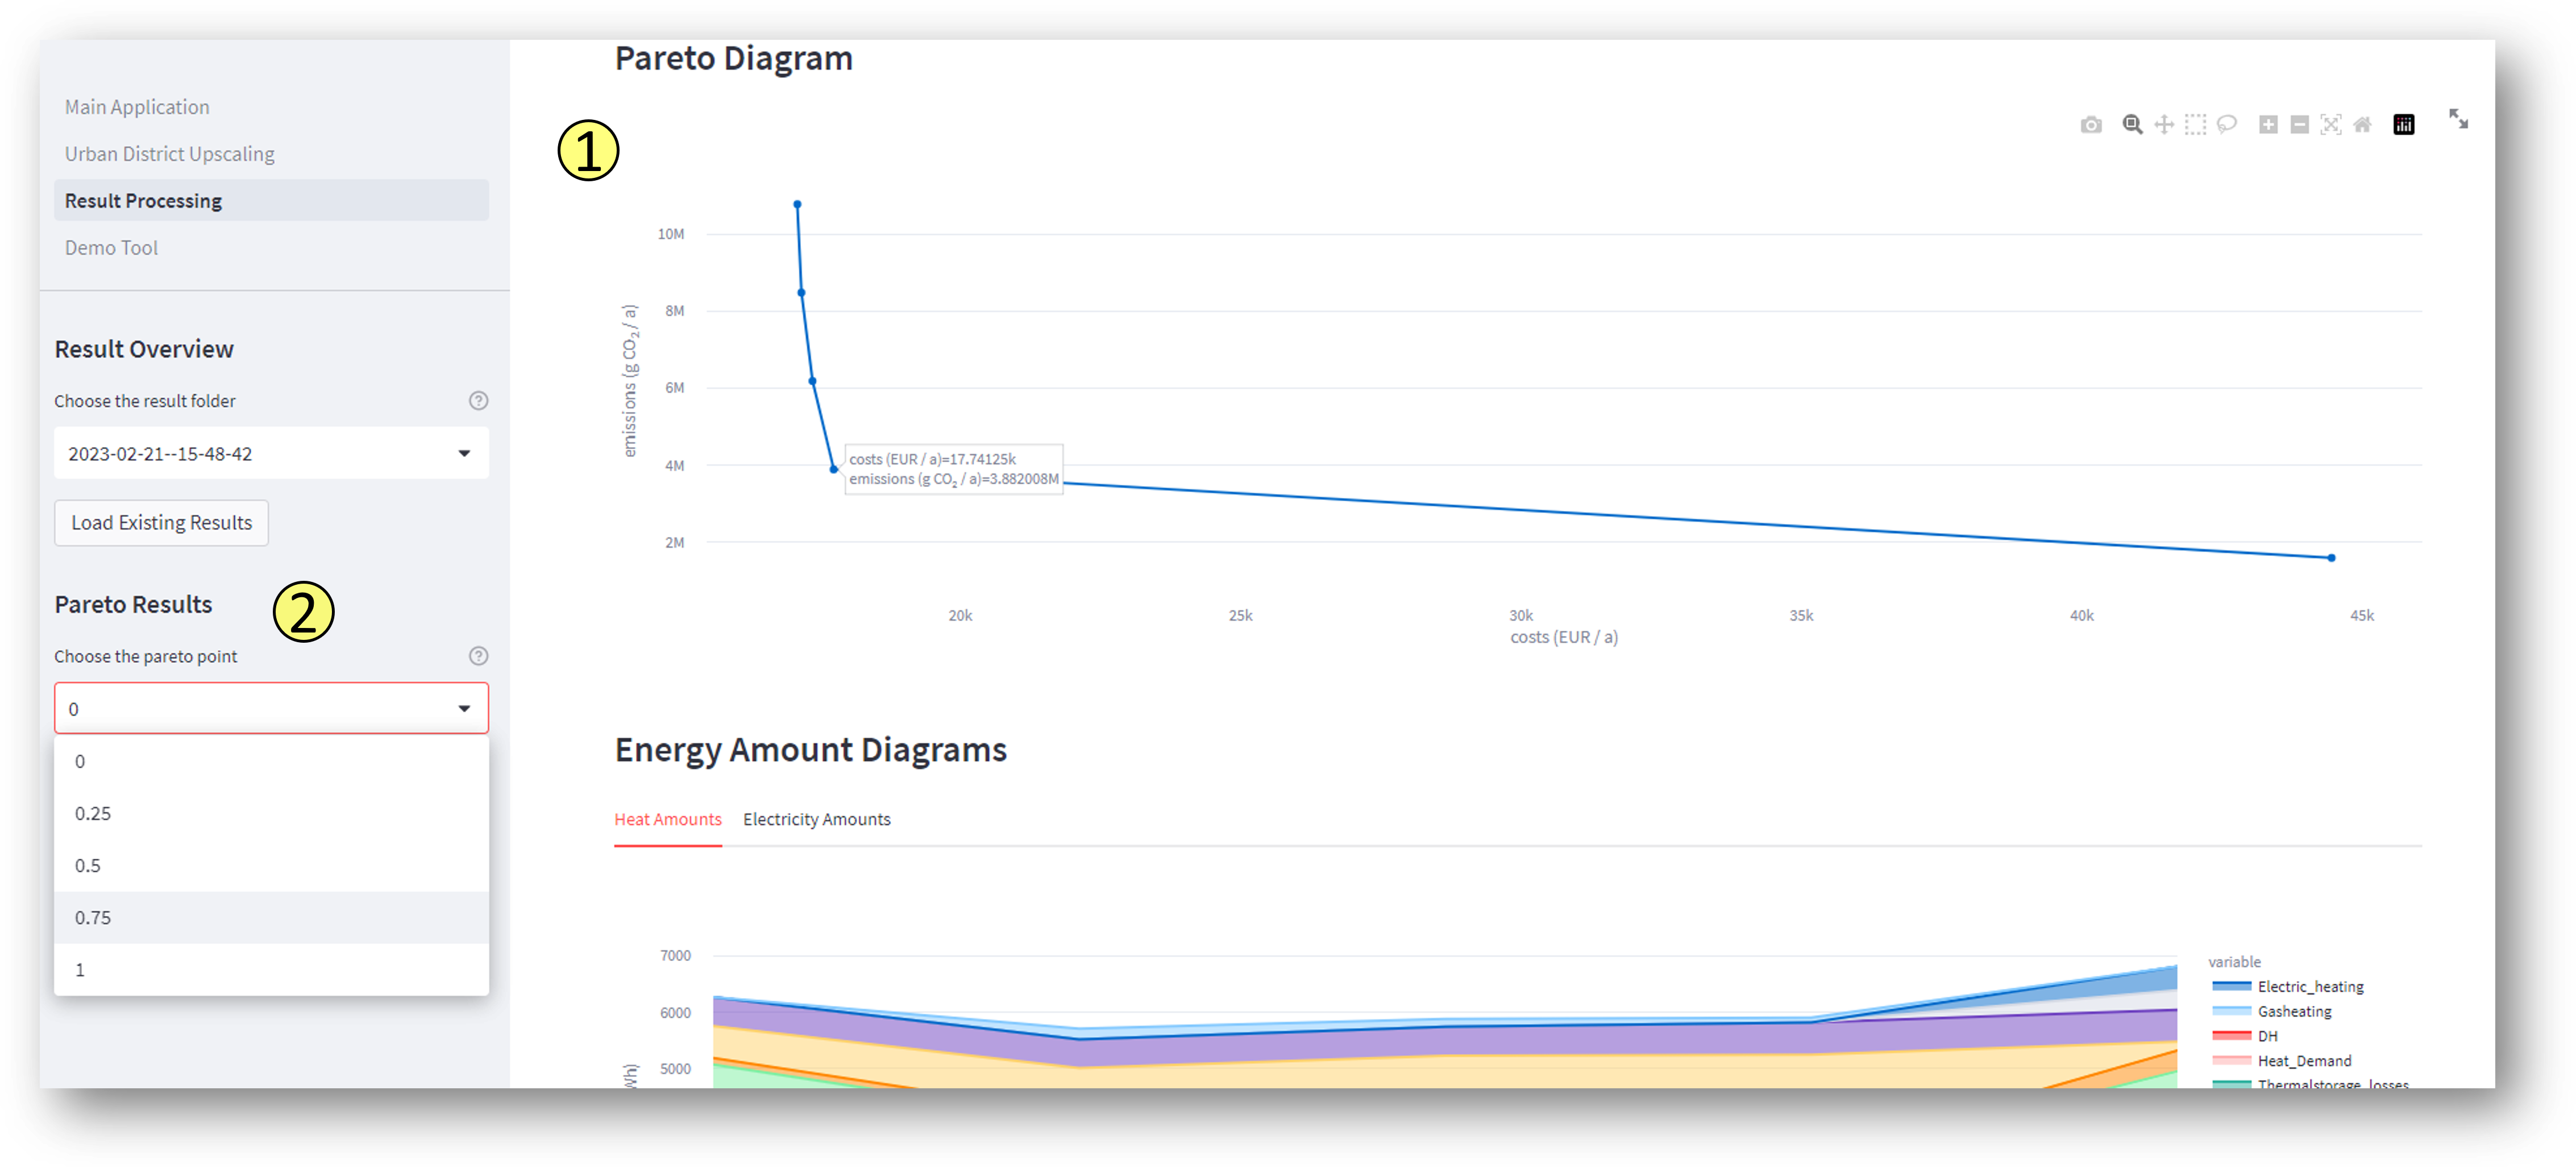 Main Application
Urban District Upscaling
Result Processing
Demo Tool
Result Overview
Choose the result folder
2023-02-21--15-48-42
Load Existing Results
Pareto Results
2
Choose the pareto point
0
0
0.25
0.5
0.75
1
Pareto Diagram
1
10M
8M
6M
4M
2M
emissions (g CO₂ / a)
costs (EUR / a)=17.74125k
emissions (g CO₂ / a)=3.882008M
20k 25k 30k 35k 40k 45k
costs (EUR / a)
Energy Amount Diagrams
Heat Amounts Electricity Amounts
7000
6000
5000
Wh)
variable
Electric_heating
Gasheating
DH
Heat_Demand
Thermalstorage_losses